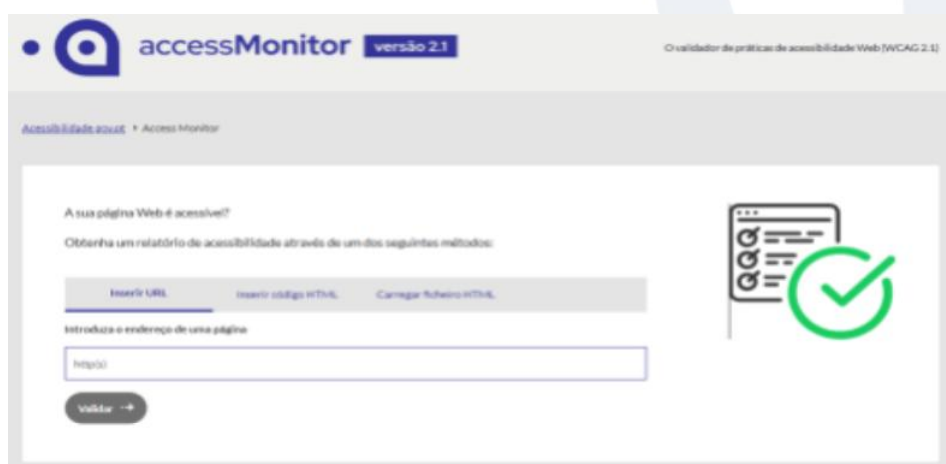 accessMonitor versão 2.1
O validador de práticas de acessibilidade Web (WCAG 2.1)
Acessibilidade.gov.pt › Access Monitor
A sua página Web é acessível?
Obtenha um relatório de acessibilidade através de um dos seguintes métodos:
Inserir URL Inserir código HTML Carregar ficheiro HTML
Introduza o endereço de uma página
http(s)
Validar →